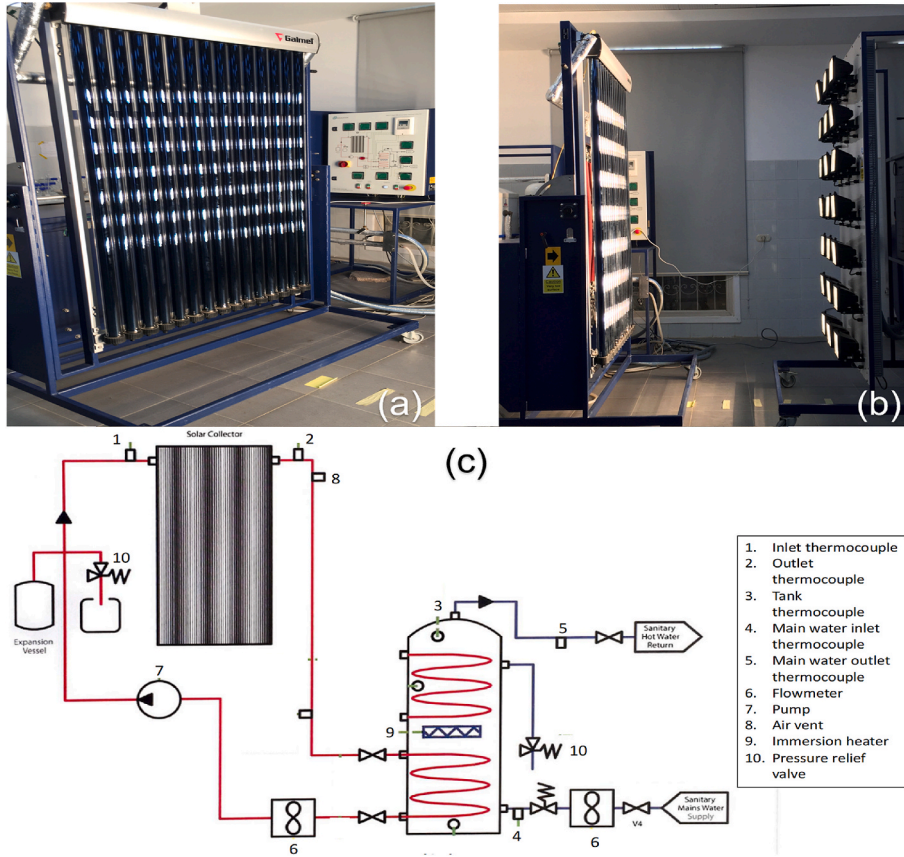 Galmet
(a)
(b)
(c)
Solar Collector
1
2
8
10
Expansion
Vessel
7
3
5
Sanitary
Hot Water
Return
9
10
6
4
6
V4
Sanitary
Mains Water
Supply
1. Inlet thermocouple
2. Outlet
thermocouple
3. Tank
thermocouple
4. Main water inlet
thermocouple
5. Main water outlet
thermocouple
6. Flowmeter
7. Pump
8. Air vent
9. Immersion heater
10. Pressure relief
valve